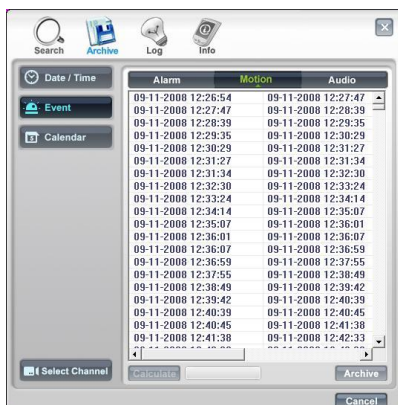 Search Archive Log Info
Date / Time
Event
Calendar
Alarm Motion Audio
09-11-2008 12:26:54 09-11-2008 12:27:47
09-11-2008 12:27:47 09-11-2008 12:28:39
09-11-2008 12:28:39 09-11-2008 12:29:35
09-11-2008 12:29:35 09-11-2008 12:30:29
09-11-2008 12:30:29 09-11-2008 12:31:27
09-11-2008 12:31:27 09-11-2008 12:31:34
09-11-2008 12:31:34 09-11-2008 12:32:30
09-11-2008 12:32:30 09-11-2008 12:33:24
09-11-2008 12:33:24 09-11-2008 12:34:14
09-11-2008 12:34:14 09-11-2008 12:35:07
09-11-2008 12:35:07 09-11-2008 12:36:01
09-11-2008 12:36:01 09-11-2008 12:36:07
09-11-2008 12:36:07 09-11-2008 12:36:59
09-11-2008 12:36:59 09-11-2008 12:37:55
09-11-2008 12:37:55 09-11-2008 12:38:49
09-11-2008 12:38:49 09-11-2008 12:39:42
09-11-2008 12:39:42 09-11-2008 12:40:39
09-11-2008 12:40:39 09-11-2008 12:40:45
09-11-2008 12:40:45 09-11-2008 12:41:38
09-11-2008 12:41:38 09-11-2008 12:42:33
Select Channel
Calculate
Archive
Cancel